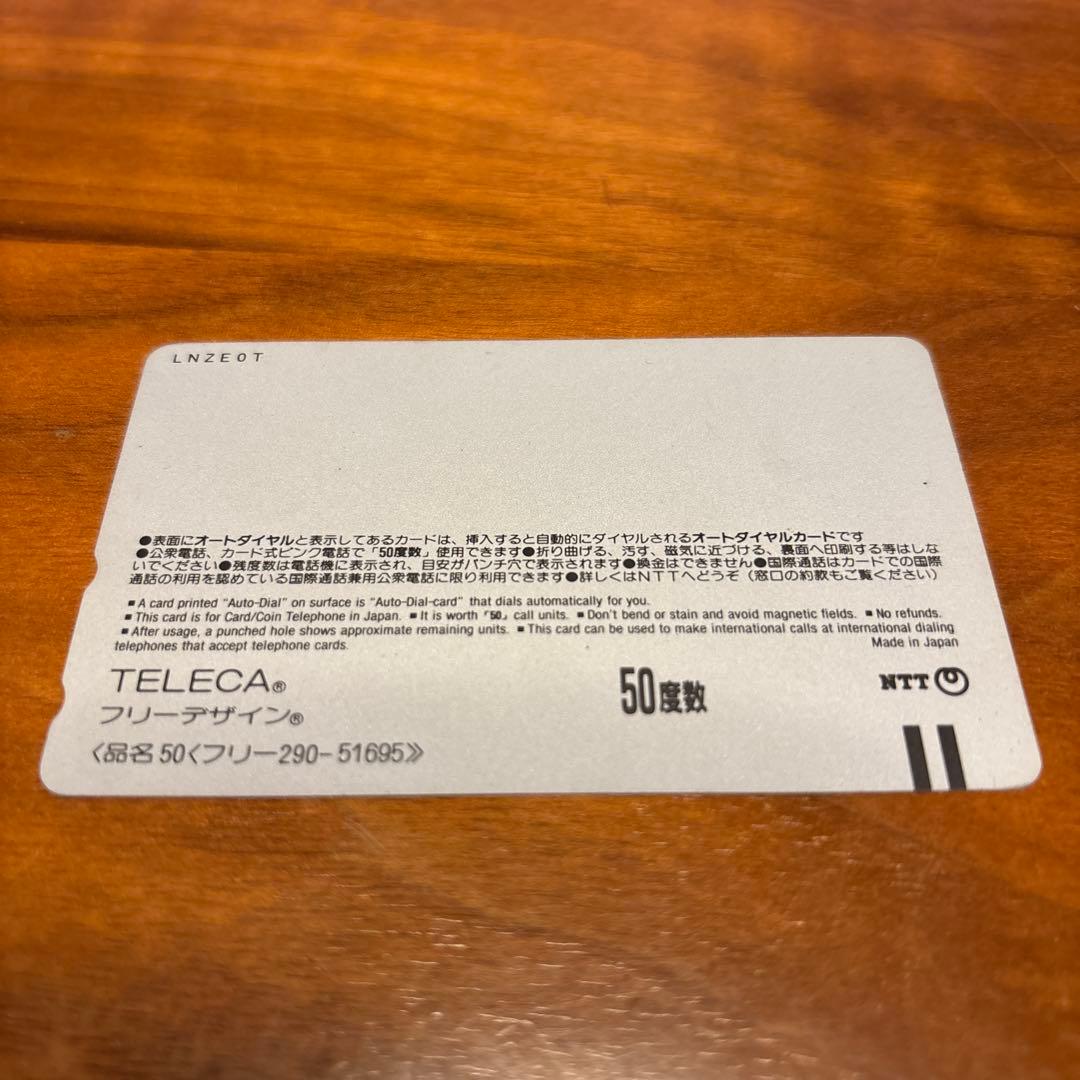 LNZEOT
●表面にオートダイヤルと表示してあるカードは、挿入すると自動的にダイヤルされるオートダイヤルカードです
●公衆電話、カード式ピンク電話で「50度数」使用できます●折り曲げる、汚す、磁気に近づける、裏面へ印刷する等はしな
いでください●残度数は電話機に表示され、目安がパンチ穴で表示されます●換金はできません●国際通話はカードでの国際
通話の利用を認めている国際通話兼用公衆電話に限り利用できます●詳しくはNTTへどうぞ(窓口の約款もご覧ください)
■ A card printed “Auto-Dial” on surface is “Auto-Dial-card” that dials automatically for you.
■ This card is for Card/Coin Telephone in Japan. ■ It is worth「50」call units. ■ Don't bend or stain and avoid magnetic fields. ■ No refunds.
■ After usage, a punched hole shows approximate remaining units. ■ This card can be used to make international calls at international dialing
telephones that accept telephone cards. Made in Japan
TELECA® 50度数 NTT
フリーデザイン®
《品名 50〈フリー290-51695》